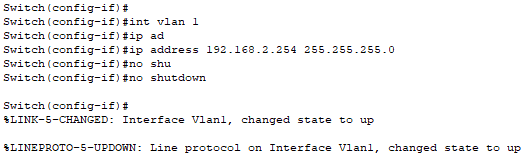 Switch(config-if)#
Switch(config-if)#int vlan 1
Switch(config-if)#ip ad
Switch(config-if)#ip address 192.168.2.254 255.255.255.0
Switch(config-if)#no shu
Switch(config-if)#no shutdown
Switch(config-if)#
%LINK-5-CHANGED: Interface Vlan1, changed state to up
%LINEPROTO-5-UPDOWN: Line protocol on Interface Vlan1, changed state to up